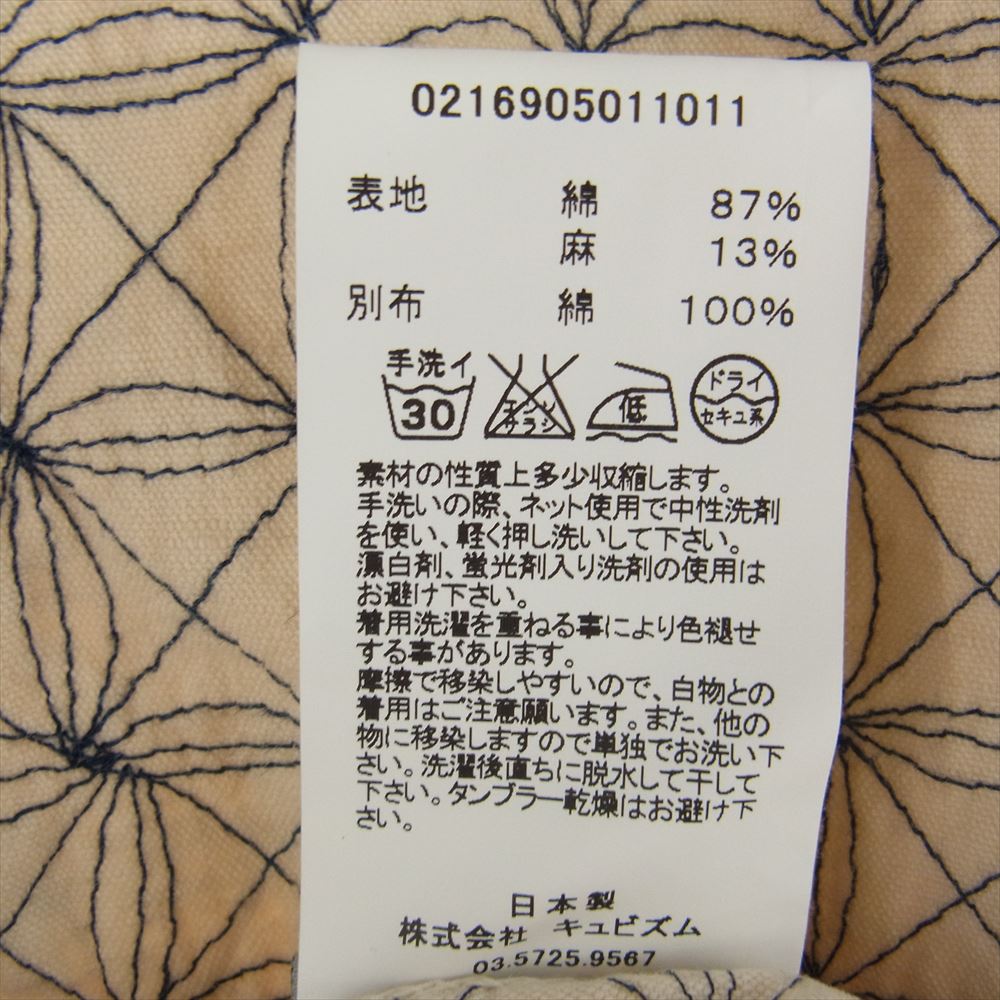 0216905011011
表地 綿 87%
麻 13%
別布 綿 100%
手洗イ
30 エンソサラシ 低 ドライ セキユ系
素材の性質上多少収縮します。
手洗いの際、ネット使用で中性洗剤
を使い、軽く押し洗いして下さい。
漂白剤、蛍光剤入り洗剤の使用は
お避け下さい。
着用洗濯を重ねる事により色褪せ
する事があります。
摩擦で移染しやすいので、白物との
着用はご注意願います。また、他の
物に移染しますので単独でお洗い下
さい。洗濯後直ちに脱水して干して
下さい。タンブラー乾燥はお避け下
さい。
日本製
株式会社 キュビズム
03.5725.9567